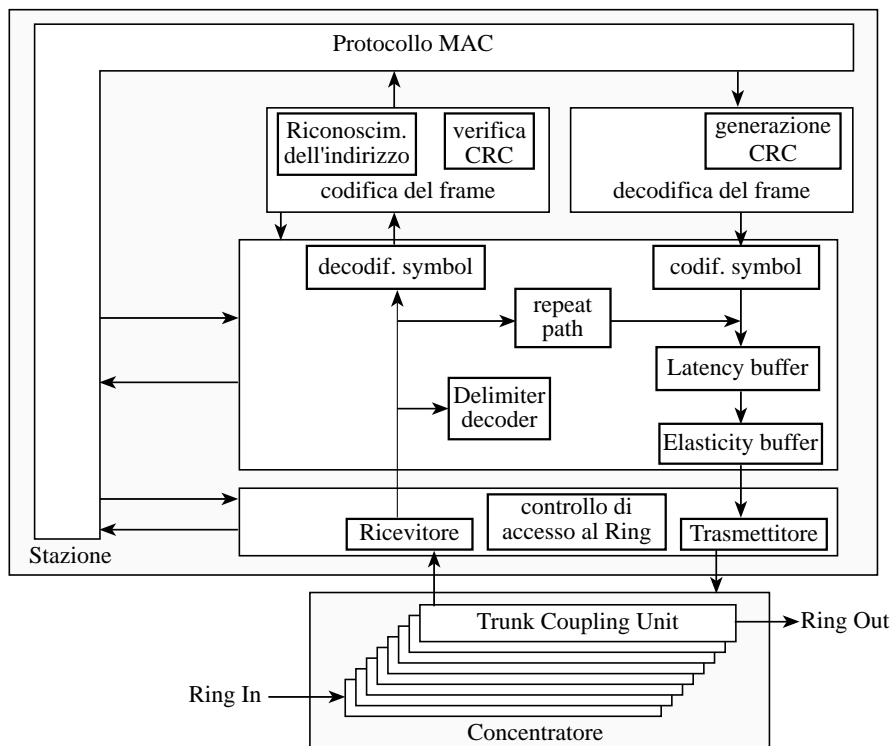 Protocollo MAC
Riconoscim.
dell'indirizzo
verifica
CRC
codifica del frame
generazione
CRC
decodifica del frame
decodif. symbol
codif. symbol
repeat
path
Latency buffer
Delimiter
decoder
Elasticity buffer
controllo di
accesso al Ring
Ricevitore
Trasmettitore
Stazione
Trunk Coupling Unit
Ring Out
Ring In
Concentratore